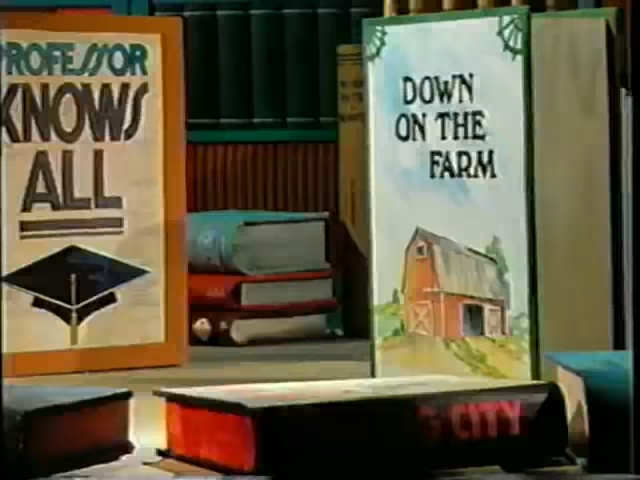 PROFESSOR
KNOWS
ALL
DOWN
ON THE
FARM
CITY